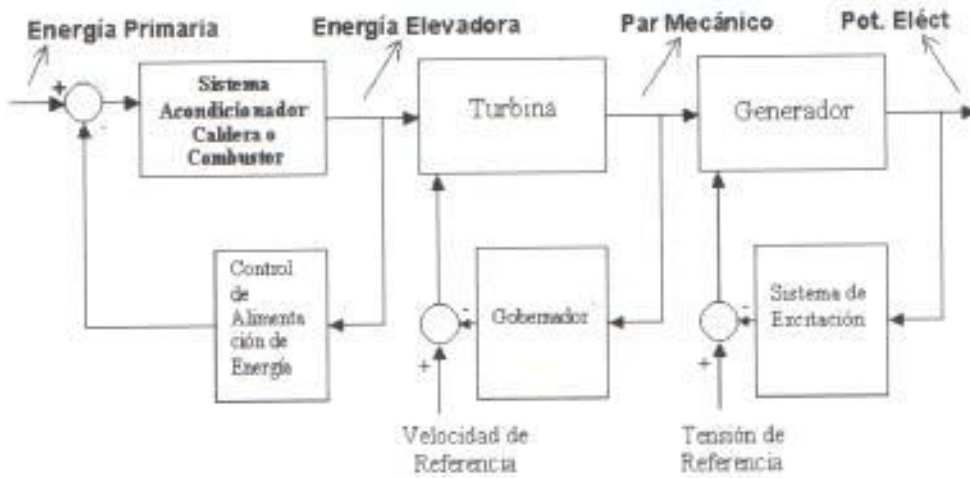 Energía Primaria
Energía Elevadora
Par Mecánico
Pot. Eléct
+
-
Sistema
Acondicionador
Caldera o
Combustor
Turbina
Generador
Control
de
Alimenta
ción de
Energía
-
Gobernador
+
-
Sistema de
Excitación
+
Velocidad de
Referencia
Tensión de
Referencia